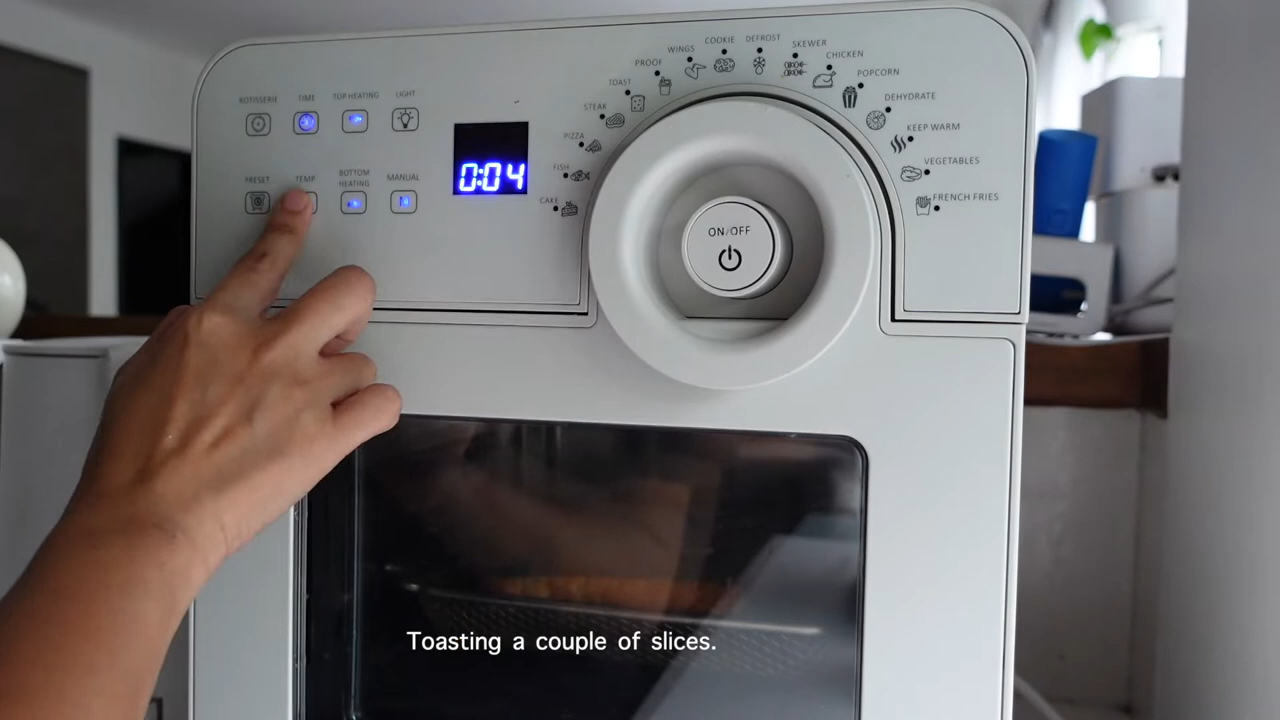 ROTISSERIE
TIME
TOP HEATING
LIGHT
PRESET
TEMP
BOTTOM
HEATING
MANUAL
0:04
CAKE
FISH
PIZZA
STEAK
TOAST
PROOF
WINGS
COOKIE
DEFROST
SKEWER
CHICKEN
POPCORN
DEHYDRATE
KEEP WARM
VEGETABLES
FRENCH FRIES
ON/OFF
Toasting a couple of slices.